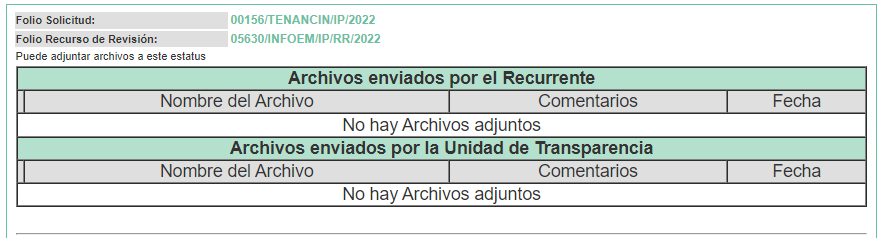 Folio Solicitud: 00156/TENANCIN/IP/2022
Folio Recurso de Revisión: 05630/INFOEM/IP/RR/2022
Puede adjuntar archivos a este estatus
Archivos enviados por el Recurrente
Nombre del Archivo Comentarios Fecha
No hay Archivos adjuntos
Archivos enviados por la Unidad de Transparencia
Nombre del Archivo Comentarios Fecha
No hay Archivos adjuntos